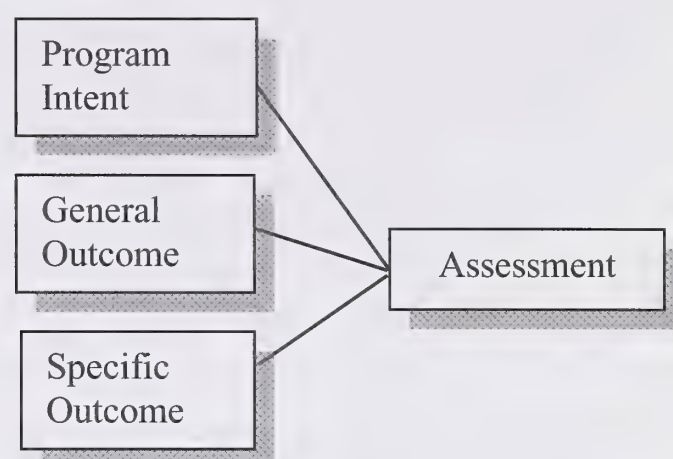 Program
Intent
General
Outcome
Assessment
Specific
Outcome